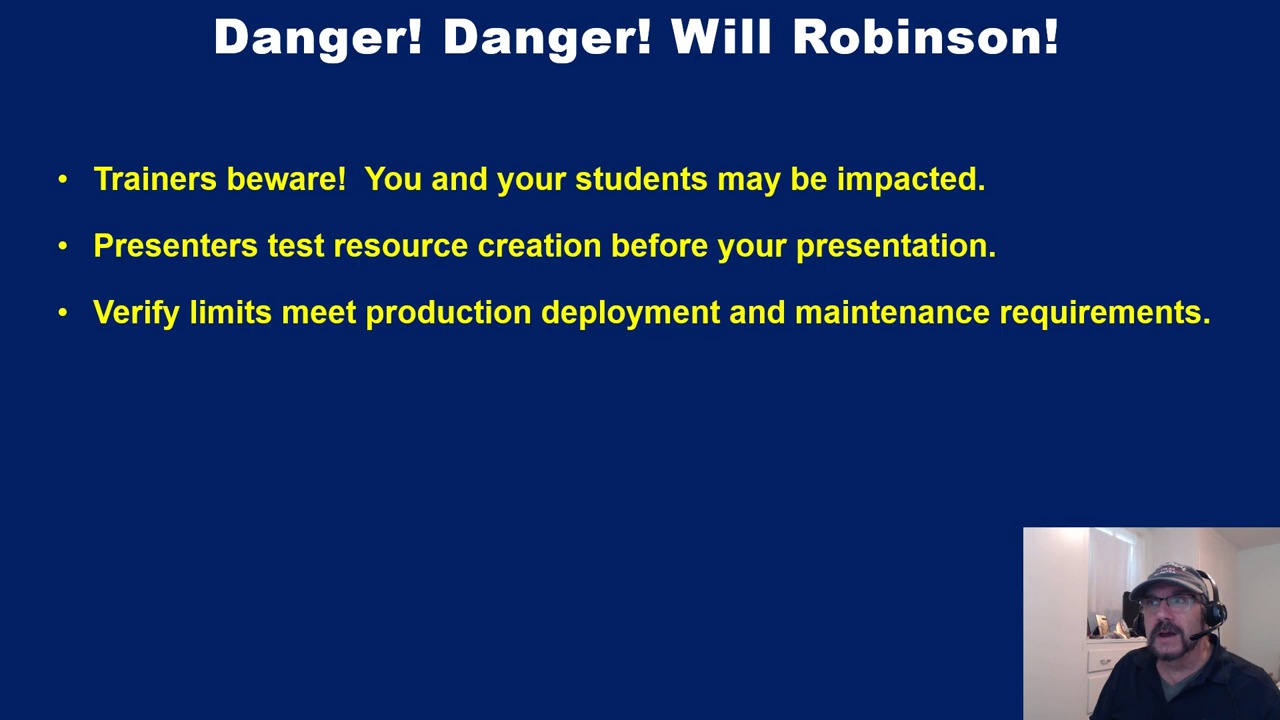 Danger! Danger! Will Robinson!
• Trainers beware!  You and your students may be impacted.
• Presenters test resource creation before your presentation.
• Verify limits meet production deployment and maintenance requirements.